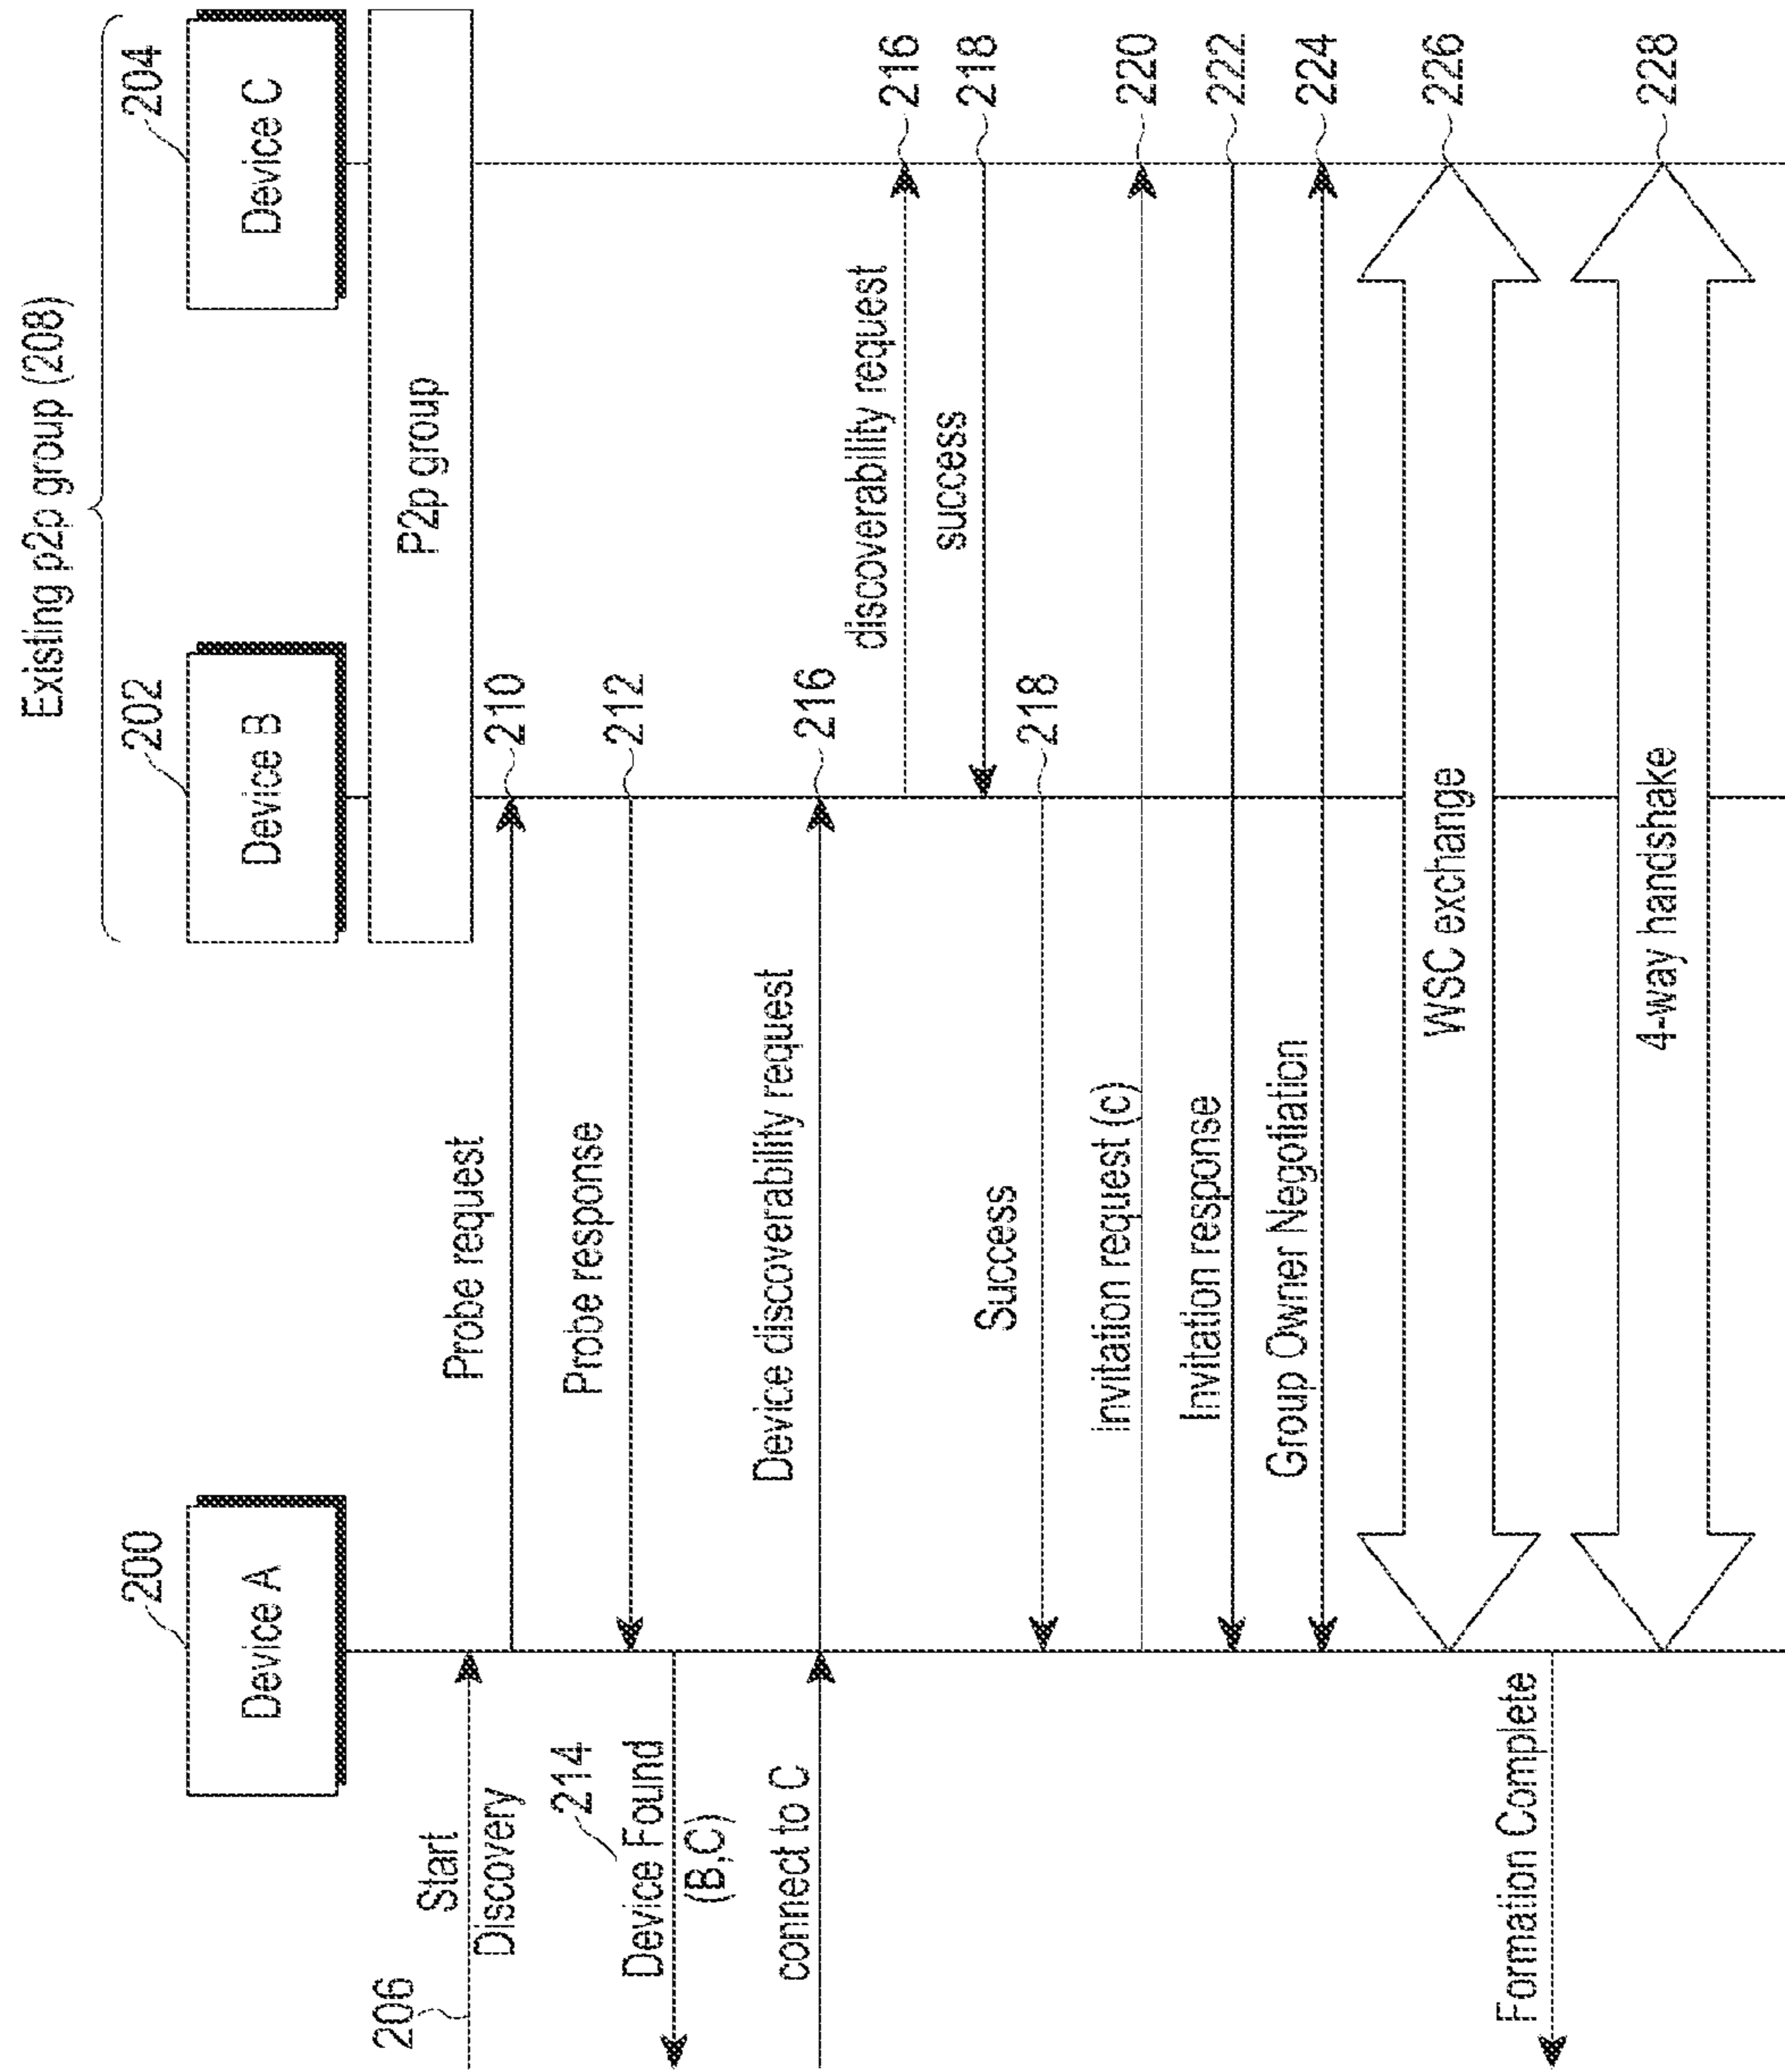 Existing p2p group (208)
200
202
204
Device A
Device B
Device C
P2p group
206
Start
Discovery
Probe request
210
214
Device Found
(B,C)
Probe response
212
connect to C
Device discoverability request
216
discoverability request
216
success
218
Success
218
invitation request (c)
220
Invitation response
222
Group Owner Negotiation
224
WSC exchange
226
Formation Complete
4-way handshake
228